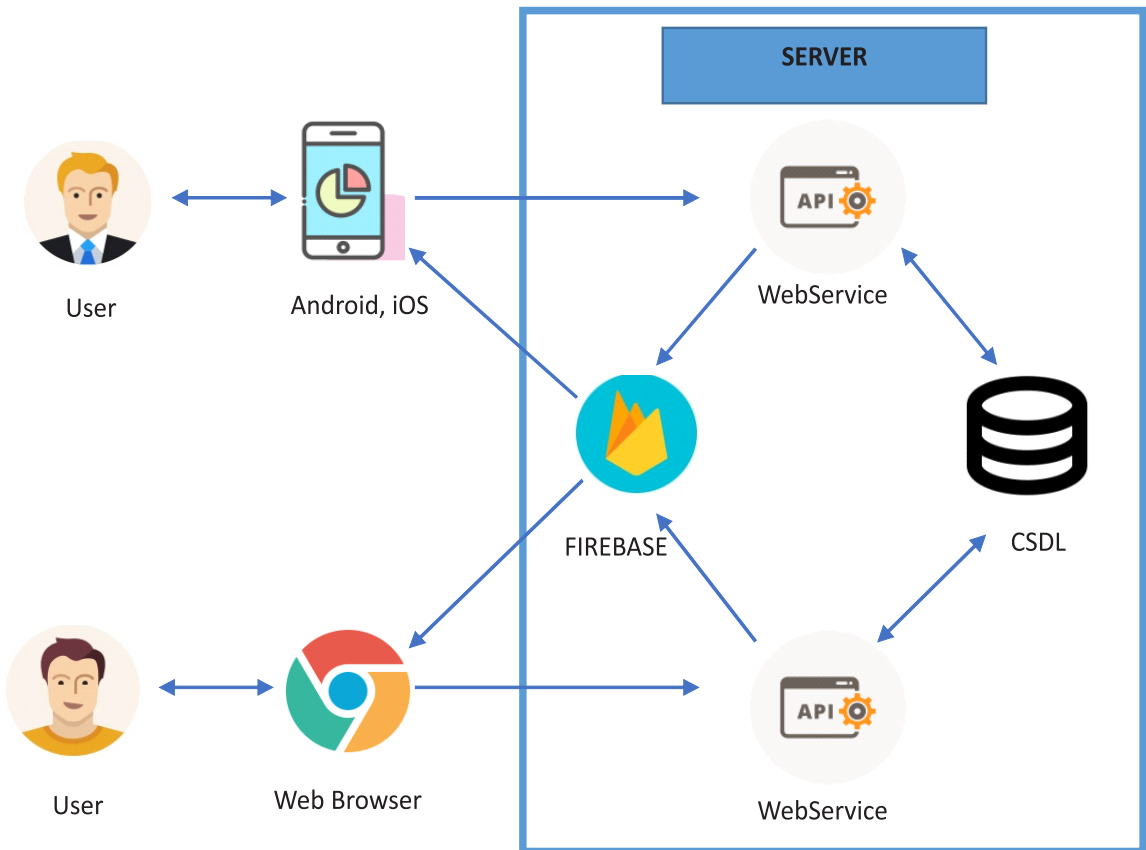 SERVER
API
WebService
User
Android, iOS
FIREBASE
CSDL
API
User
Web Browser
WebService